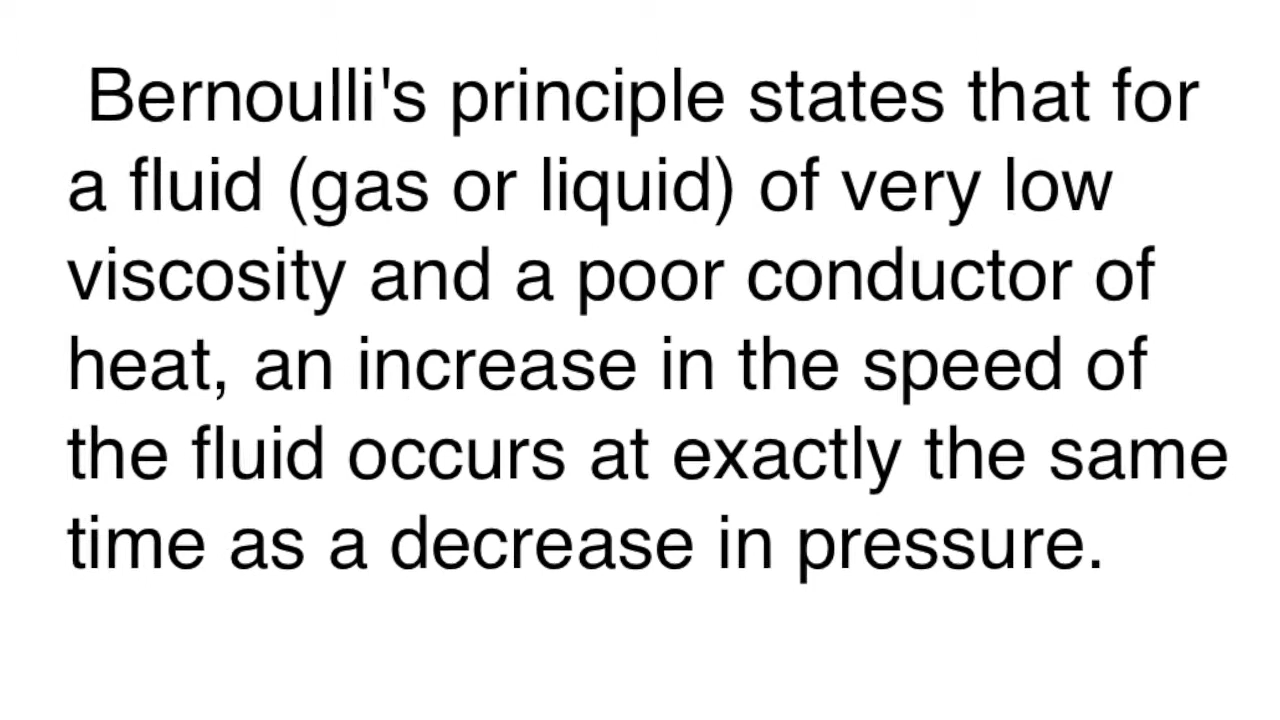 Bernoulli's principle states that for
a fluid (gas or liquid) of very low
viscosity and a poor conductor of
heat, an increase in the speed of
the fluid occurs at exactly the same
time as a decrease in pressure.